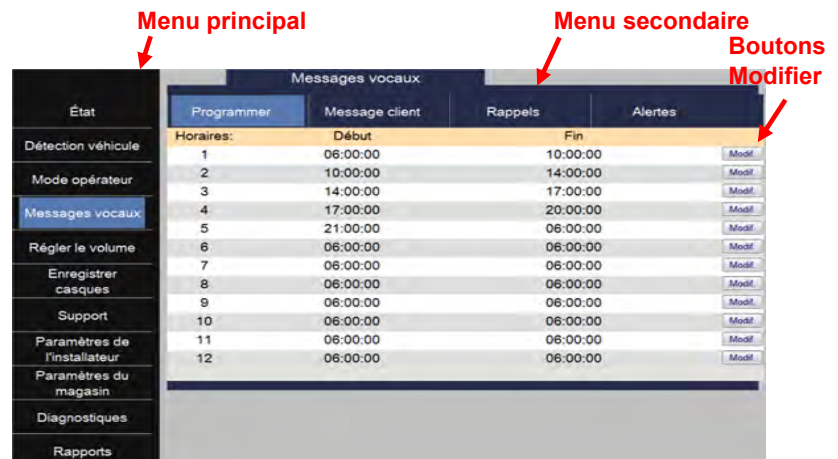 Menu principal
Menu secondaire
Boutons
Modifier
Messages vocaux
État
Détection véhicule
Mode opérateur
Messages vocaux
Régler le volume
Enregistrer
casques
Support
Paramètres de
l'installateur
Paramètres du
magasin
Diagnostiques
Rapports
Programmer Message client Rappels Alertes
Horaires: Début Fin
1 06:00:00 10:00:00 Modif.
2 10:00:00 14:00:00 Modif.
3 14:00:00 17:00:00 Modif.
4 17:00:00 20:00:00 Modif.
5 21:00:00 06:00:00 Modif.
6 06:00:00 06:00:00 Modif.
7 06:00:00 06:00:00 Modif.
8 06:00:00 06:00:00 Modif.
9 06:00:00 06:00:00 Modif.
10 06:00:00 06:00:00 Modif.
11 06:00:00 06:00:00 Modif.
12 06:00:00 06:00:00 Modif.